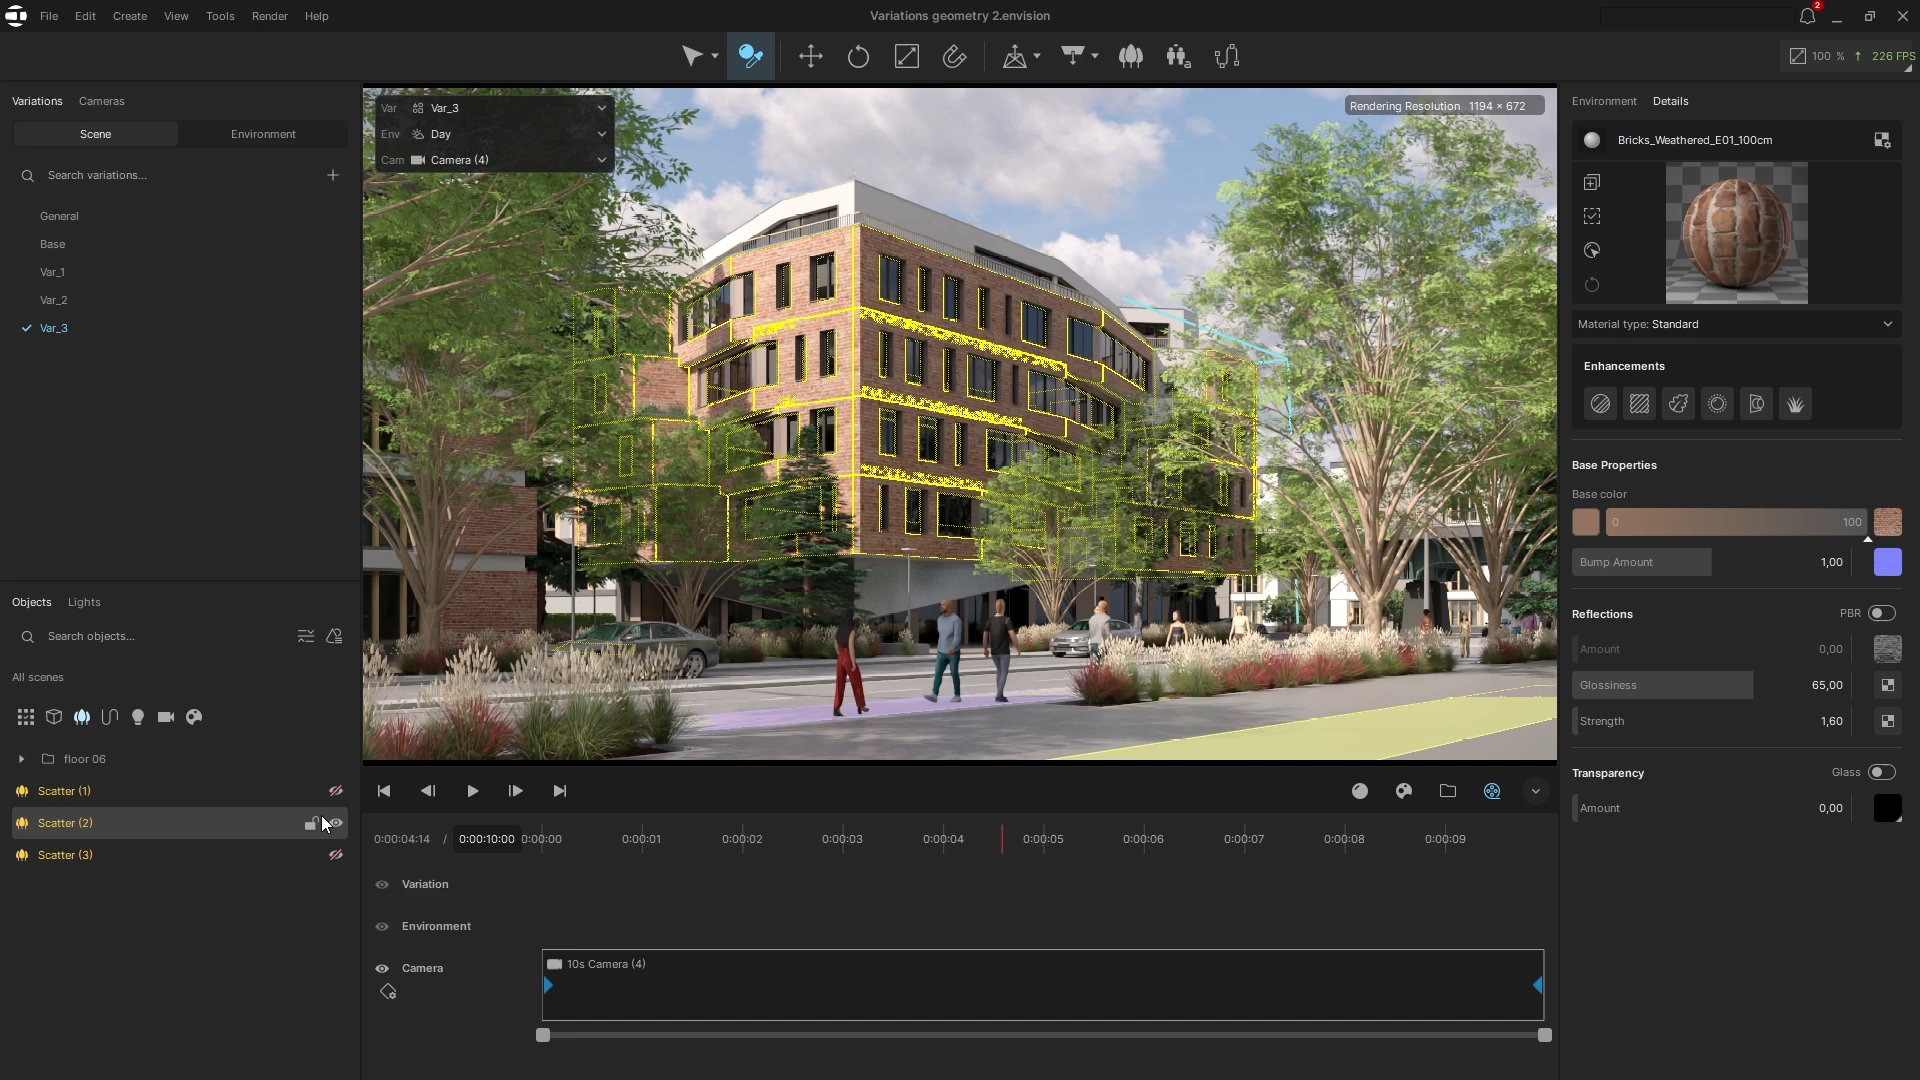 File Edit Create View Tools Render Help
Variations geometry 2.envision
2
100 % ↑ 226 FPS
Variations Cameras
Scene Environment
Search variations...
General
Base
Var_1
Var_2
Var_3
Objects Lights
Search objects...
All scenes
floor 06
Scatter (1)
Scatter (2)
Scatter (3)
Var Var_3
Env Day
Cam Camera (4)
Rendering Resolution 1194 × 672
0:00:04:14 / 0:00:10:00 0:00:00 0:00:01 0:00:02 0:00:03 0:00:04 0:00:05 0:00:06 0:00:07 0:00:08 0:00:09
Variation
Environment
Camera
10s Camera (4)
Environment Details
Bricks_Weathered_E01_100cm
Material type: Standard
Enhancements
Base Properties
Base color
0 100
Bump Amount 1,00
Reflections PBR
Amount 0,00
Glossiness 65,00
Strength 1,60
Transparency Glass
Amount 0,00